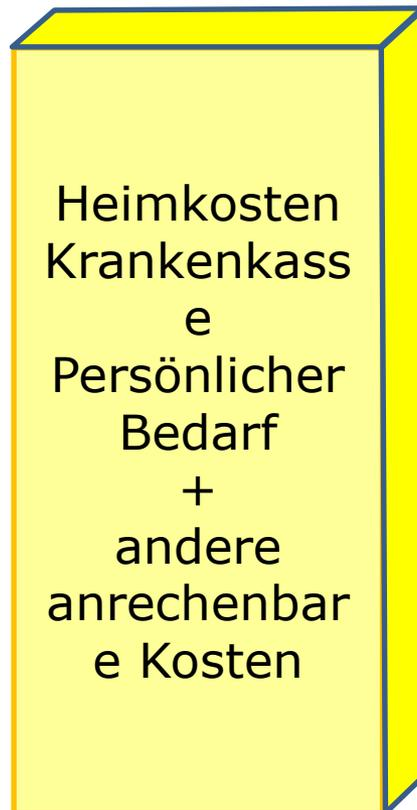 Heimkosten
Krankenkass
e
Persönlicher
Bedarf
+
andere
anrechenbar
e Kosten